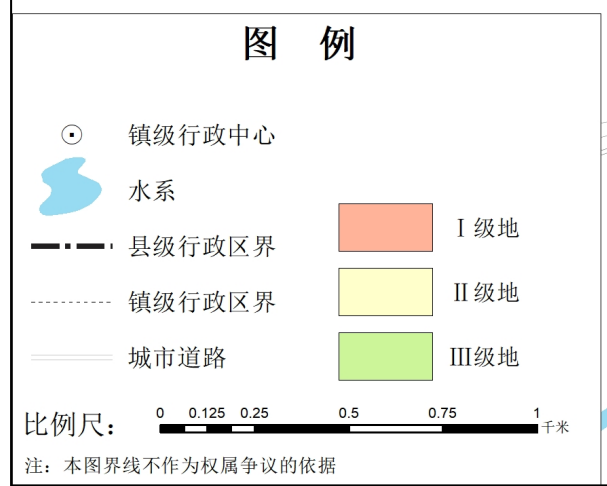 图 例
镇级行政中心
水系
县级行政区界
镇级行政区界
城市道路
Ⅰ级地
Ⅱ级地
Ⅲ级地
比例尺： 0 0.125 0.25 0.5 0.75 1 千米
注：本图界线不作为权属争议的依据